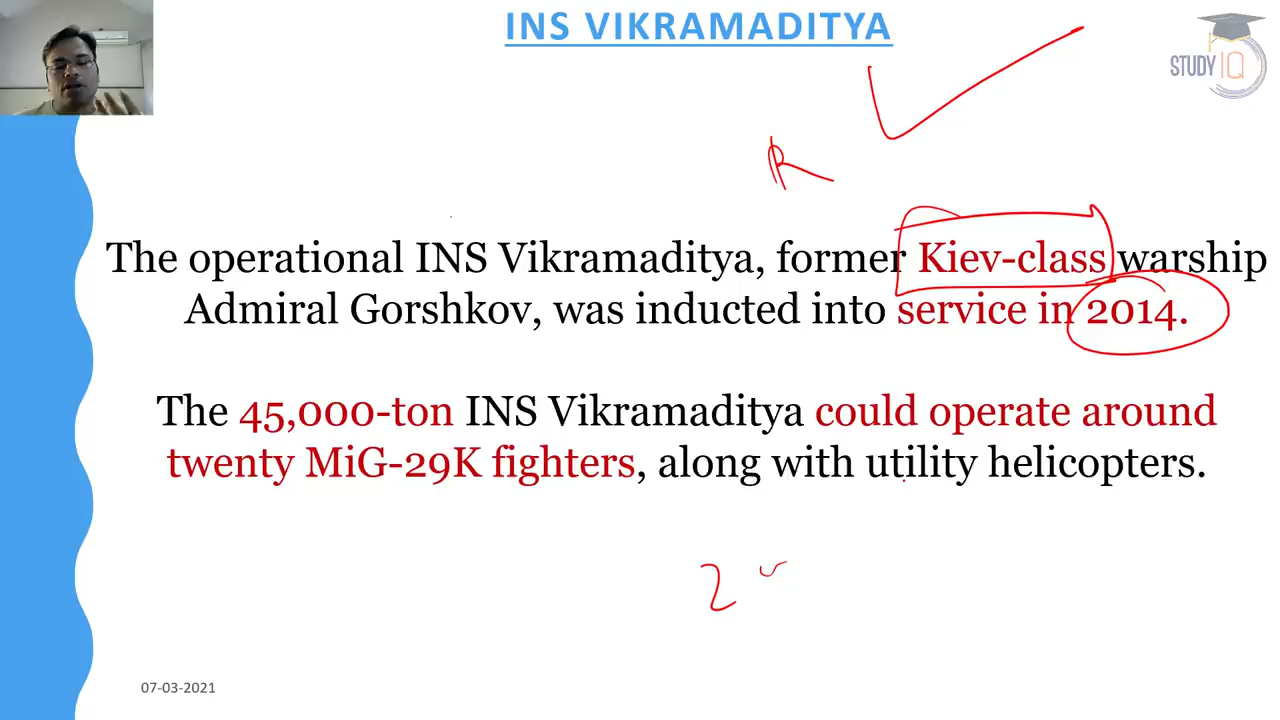 INS VIKRAMADITYA
STUDY IQ
R
The operational INS Vikramaditya, former Kiev-class warship
Admiral Gorshkov, was inducted into service in 2014.
The 45,000-ton INS Vikramaditya could operate around
twenty MiG-29K fighters, along with utility helicopters.
2
07-03-2021